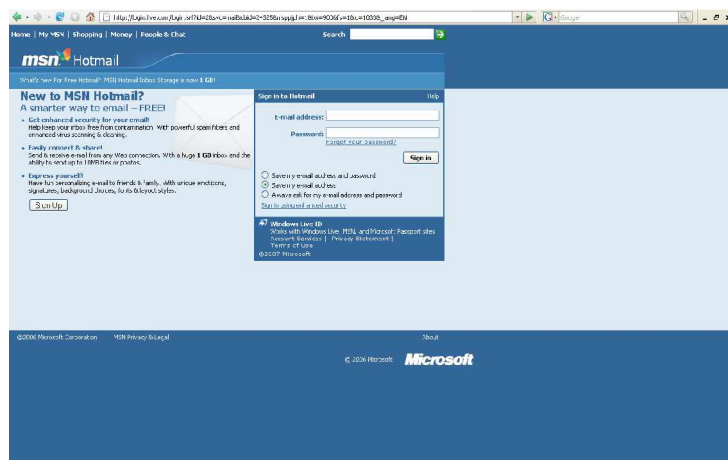 Home | My MSN | Shopping | Money | People & Chat
Search
Google
msn Hotmail
What's new For Free Hotmail? MSN Hotmail Inbox Storage is now 1 GB!
New to MSN Hotmail?
A smarter way to email – FREE!
Get enhanced security for your email!
Help keep your inbox free from contamination. With powerful spam filters and
enhanced virus scanning & cleaning.
Easily connect & share!
Send & receive e-mail from any Web connection. With a huge 1 GB inbox and the
ability to send up to 10MB files or photos.
Express yourself!
Have fun personalizing e-mail to friends & family. With unique emoticons,
signatures, background choices, fonts & layout styles.
Sign Up
Sign in to Hotmail
Help
E-mail address:
Password:
Forgot your password?
Sign in
Save my e-mail address and password
Save my e-mail address
Always ask for my e-mail address and password
Sign in using enhanced security
Windows Live ID
Works with Windows Live, MSN, and Microsoft Passport sites
Account Services | Privacy Statement |
Terms of Use
©2007 Microsoft
©2006 Microsoft Corporation
MSN Privacy & Legal
About
© 2006 Microsoft
Microsoft